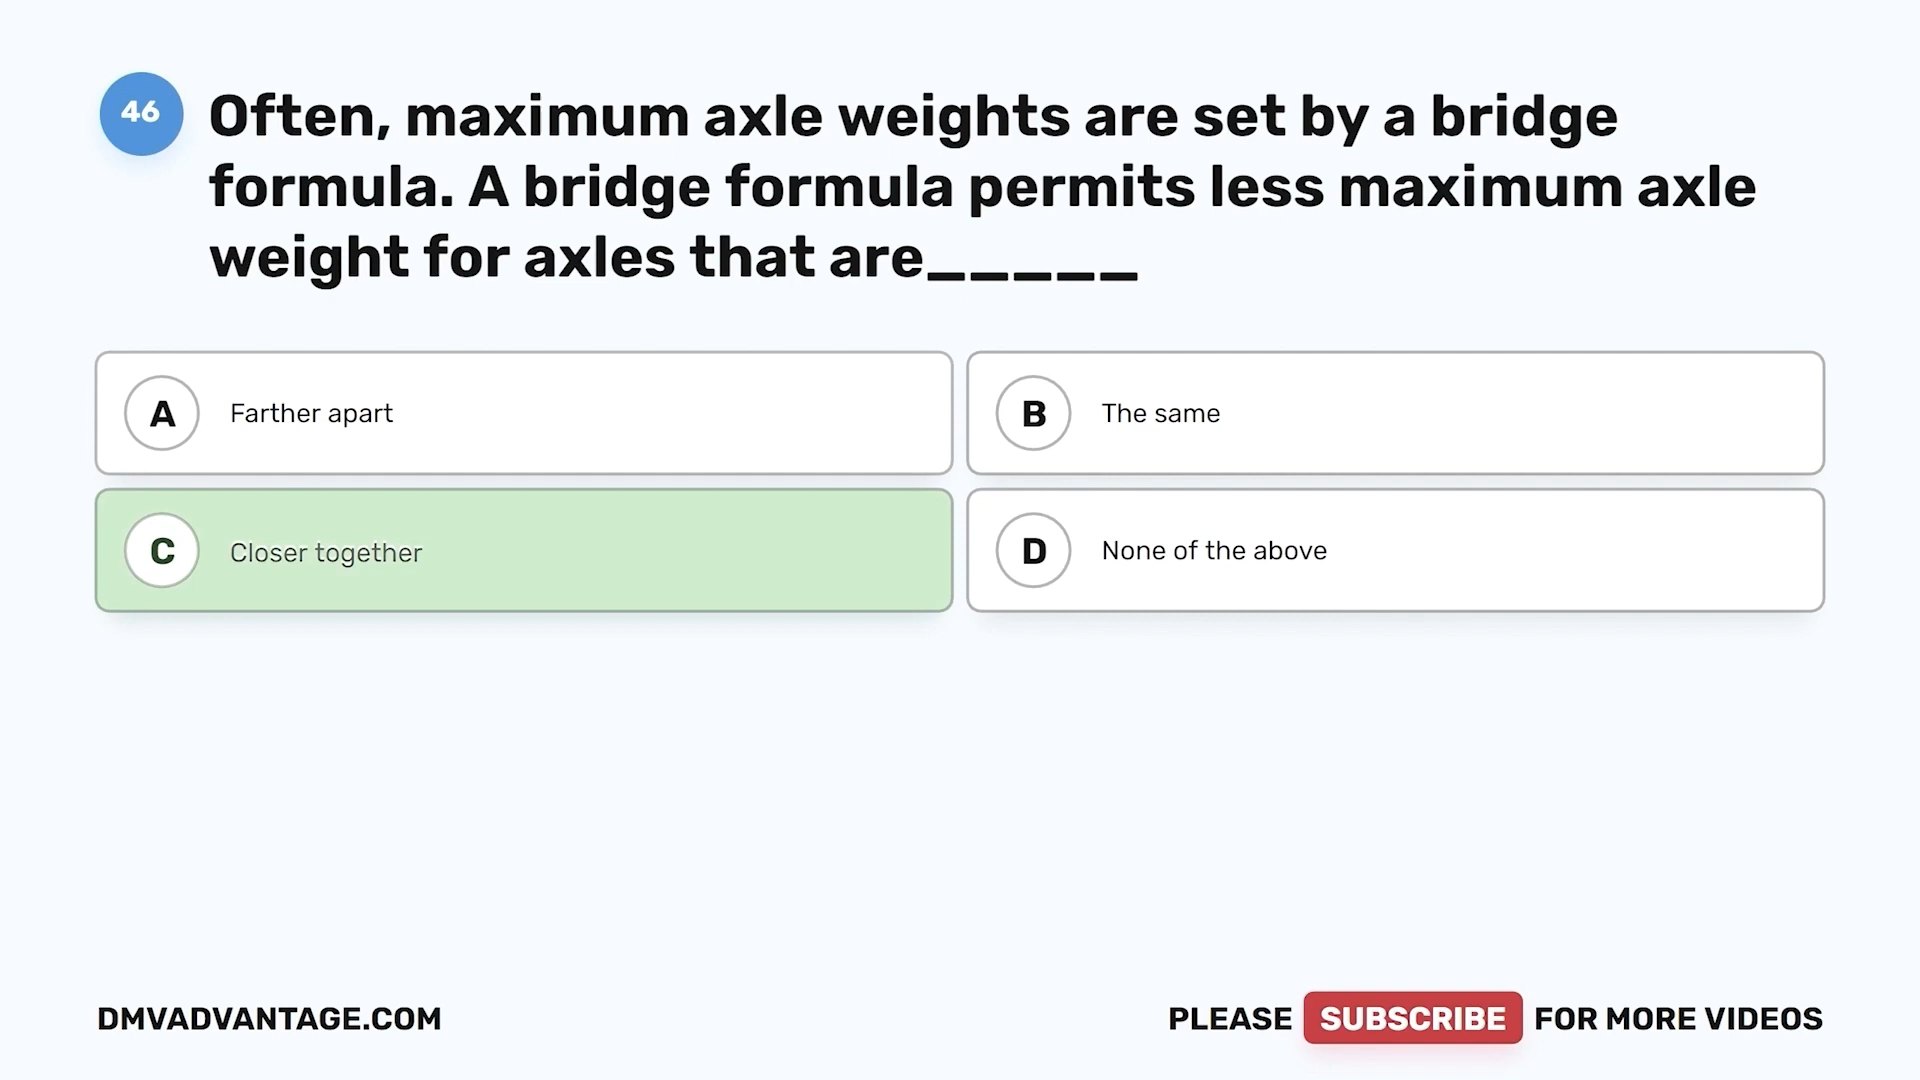 46
Often, maximum axle weights are set by a bridge
formula. A bridge formula permits less maximum axle
weight for axles that are_____
A Farther apart
B The same
C Closer together
D None of the above
DMVADVANTAGE.COM
PLEASE SUBSCRIBE FOR MORE VIDEOS